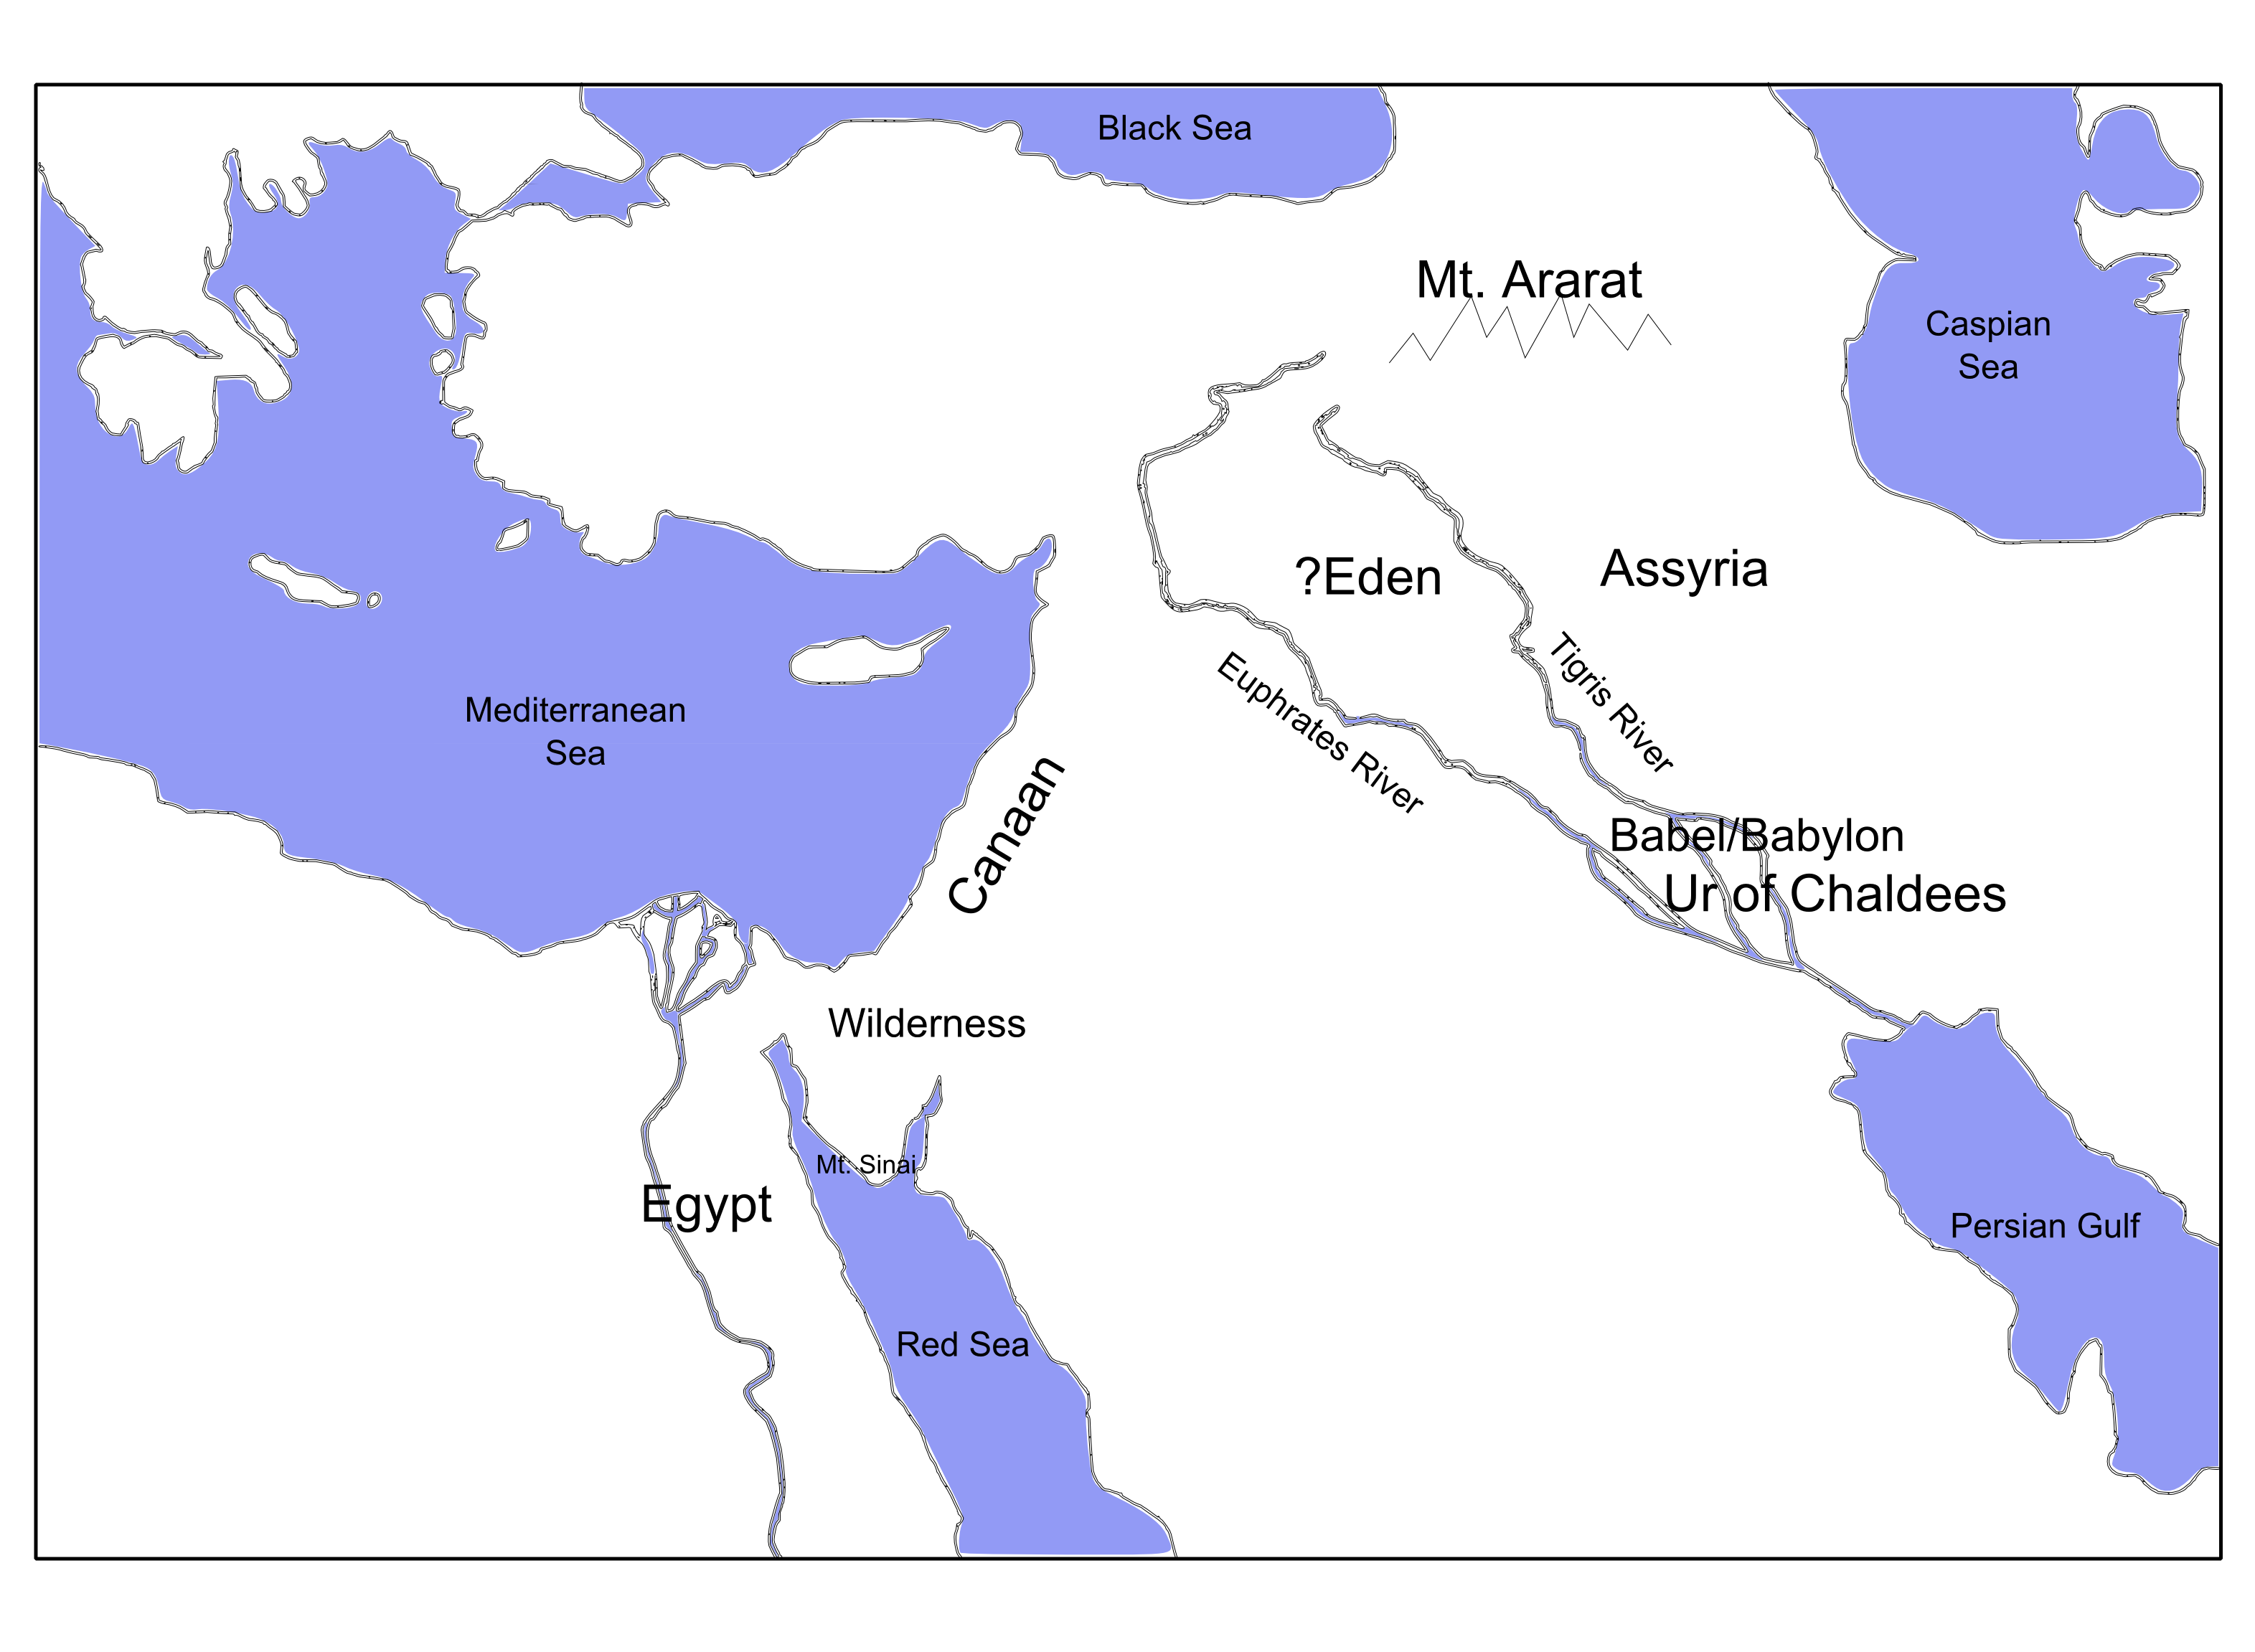 Black Sea
Mt. Ararat
Caspian
Sea
?Eden
Assyria
Tigris River
Euphrates River
Mediterranean
Sea
Canaan
Babel/Babylon
Ur of Chaldees
Wilderness
Mt. Sinai
Egypt
Persian Gulf
Red Sea